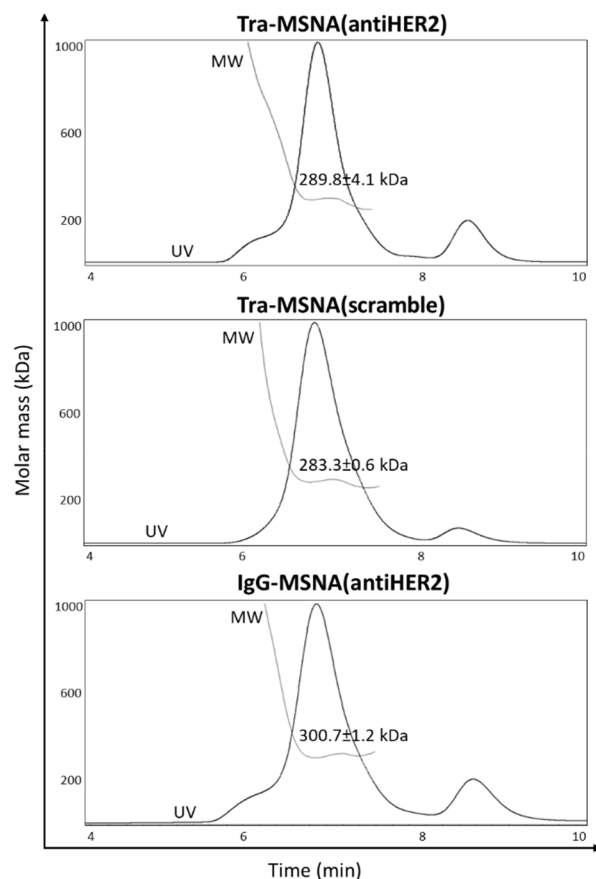 Tra-MSNA(antiHER2)
1000
MW
600
289.8±4.1 kDa
200
UV
4 6 8 10
Tra-MSNA(scramble)
1000
MW
600
283.3±0.6 kDa
200
UV
4 6 8 10
IgG-MSNA(antiHER2)
1000
MW
600
300.7±1.2 kDa
200
UV
4 6 8 10
Molar mass (kDa)
Time (min)